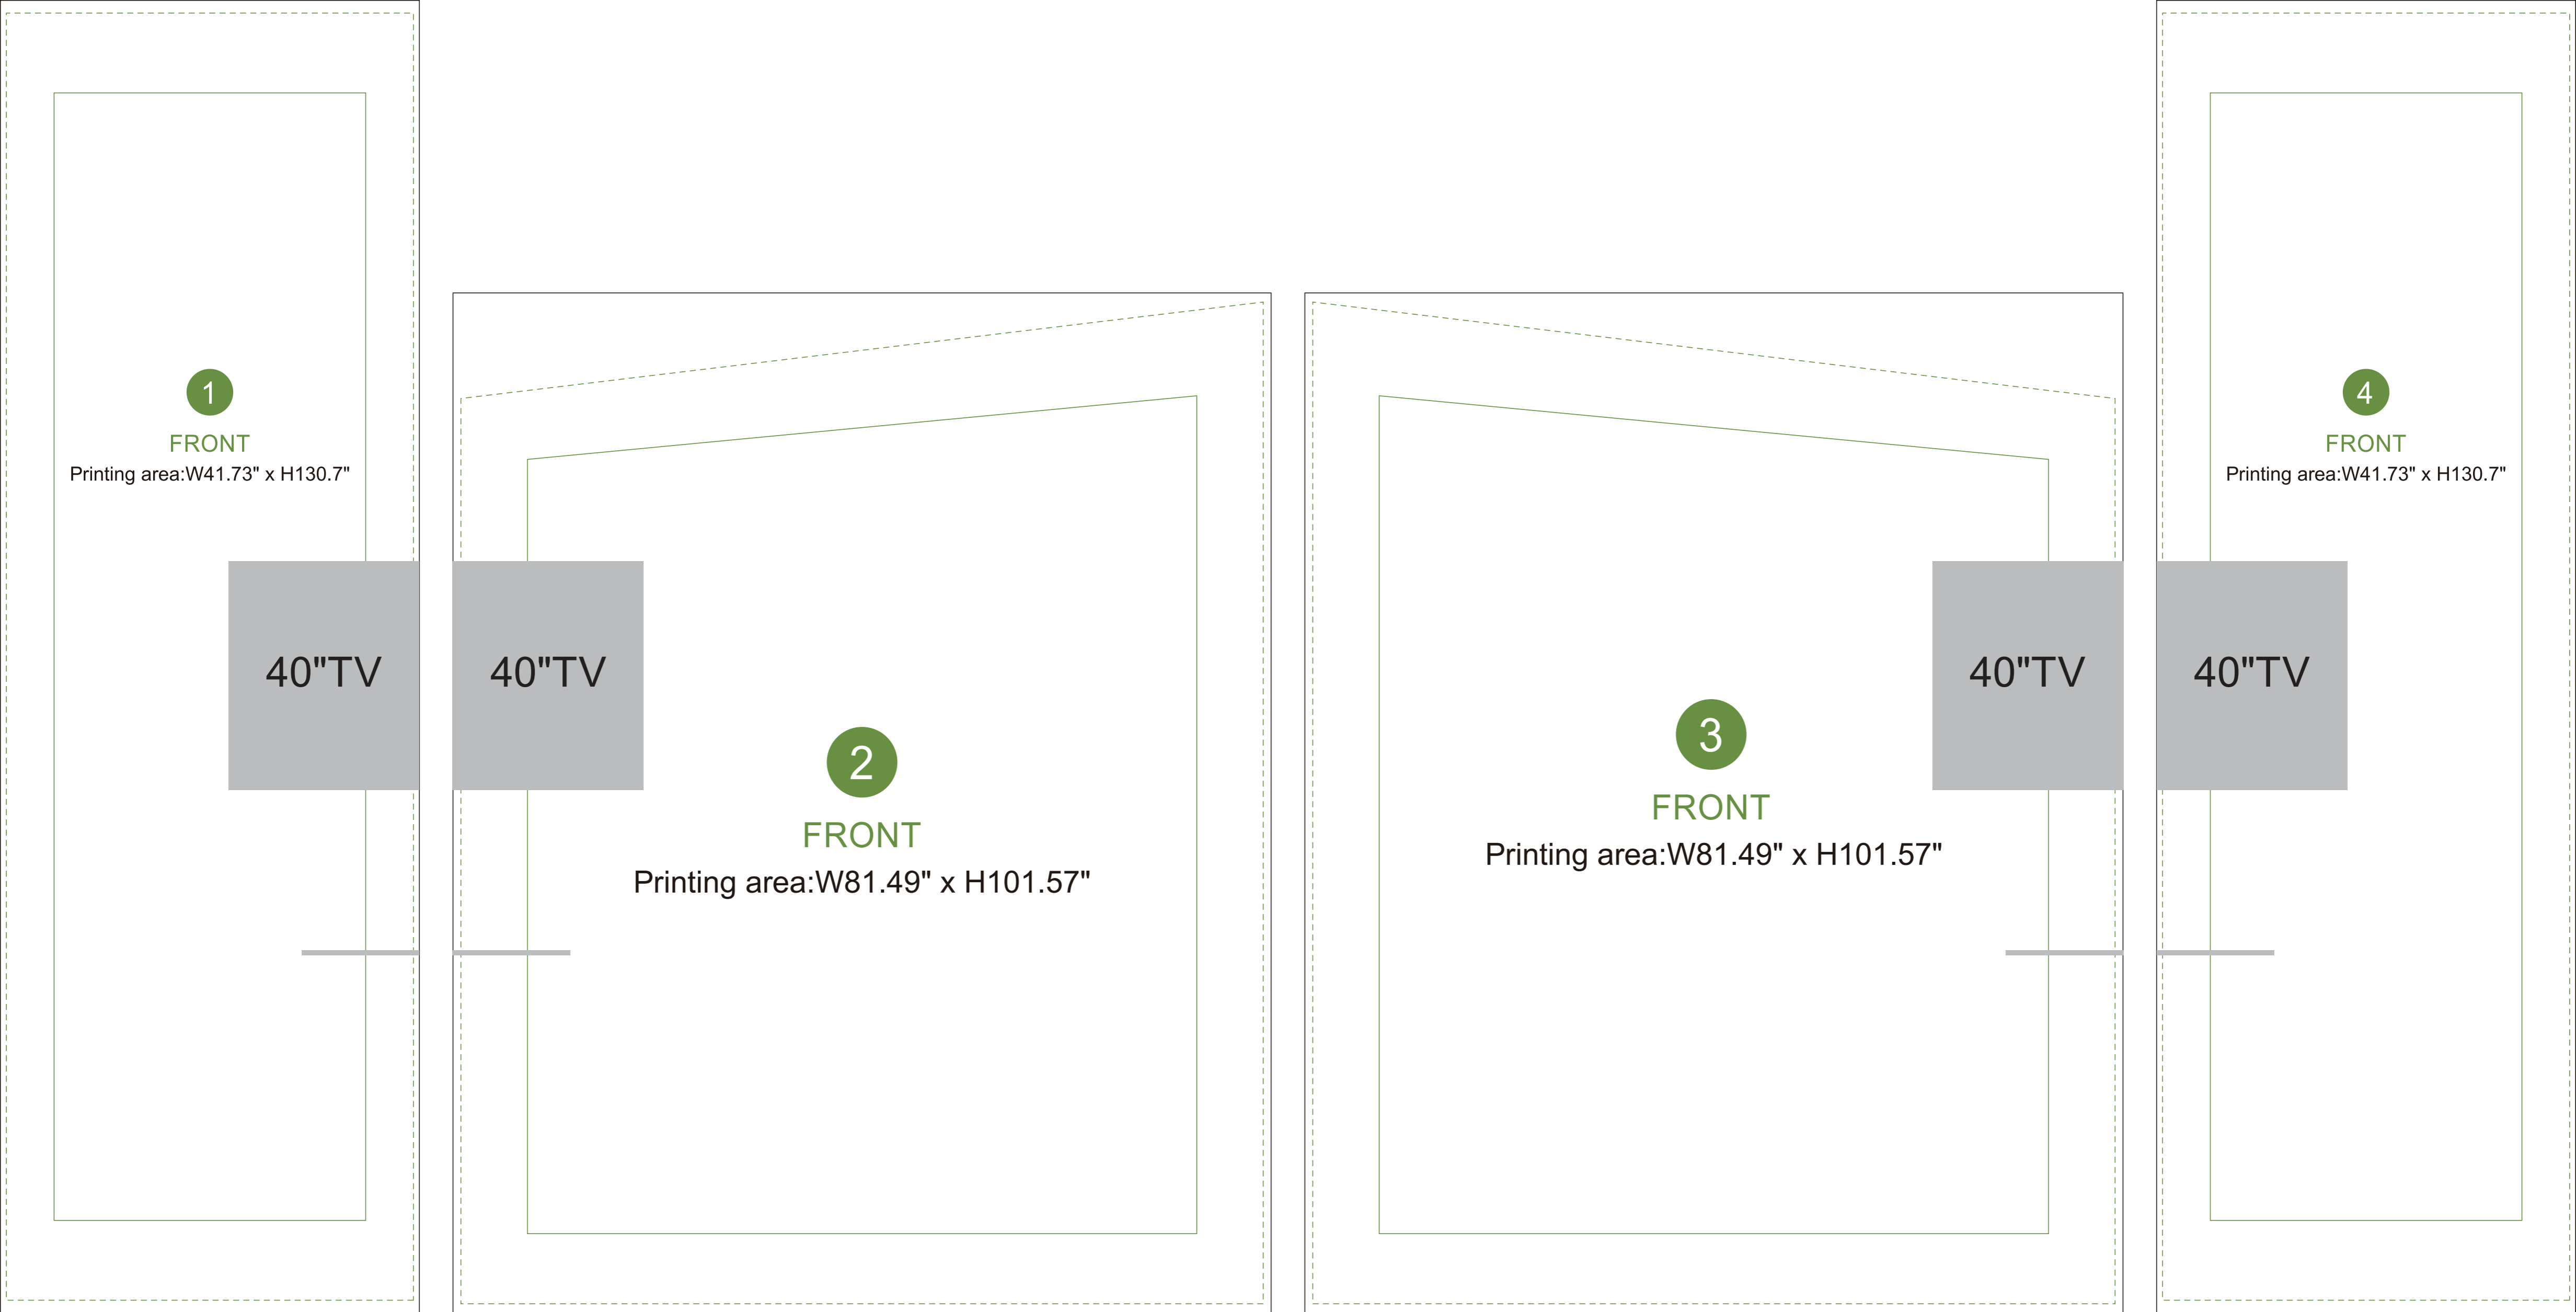 1
FRONT
Printing area:W41.73" x H130.7"
40"TV
40"TV
2
FRONT
Printing area:W81.49" x H101.57"
3
FRONT
Printing area:W81.49" x H101.57"
40"TV
40"TV
4
FRONT
Printing area:W41.73" x H130.7"